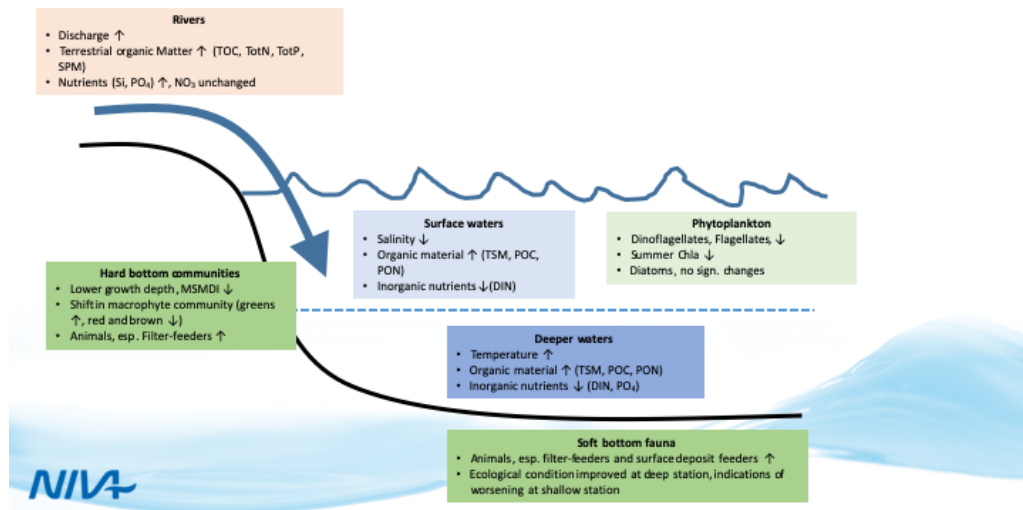 Rivers
• Discharge ↑
• Terrestrial organic Matter ↑ (TOC, TotN, TotP,
SPM)
• Nutrients (Si, PO₄) ↑, NO₃ unchanged
Surface waters
• Salinity ↓
• Organic material ↑ (TSM, POC,
PON)
• Inorganic nutrients ↓(DIN)
Phytoplankton
• Dinoflagellates, Flagellates, ↓
• Summer Chla ↓
• Diatoms, no sign. changes
Hard bottom communities
• Lower growth depth, MSMDI ↓
• Shift in macrophyte community (greens
↑, red and brown ↓)
• Animals, esp. Filter-feeders ↑
Deeper waters
• Temperature ↑
• Organic material ↑ (TSM, POC, PON)
• Inorganic nutrients ↓ (DIN, PO₄)
Soft bottom fauna
• Animals, esp. filter-feeders and surface deposit feeders ↑
• Ecological condition improved at deep station, indications of
worsening at shallow station
NIVA